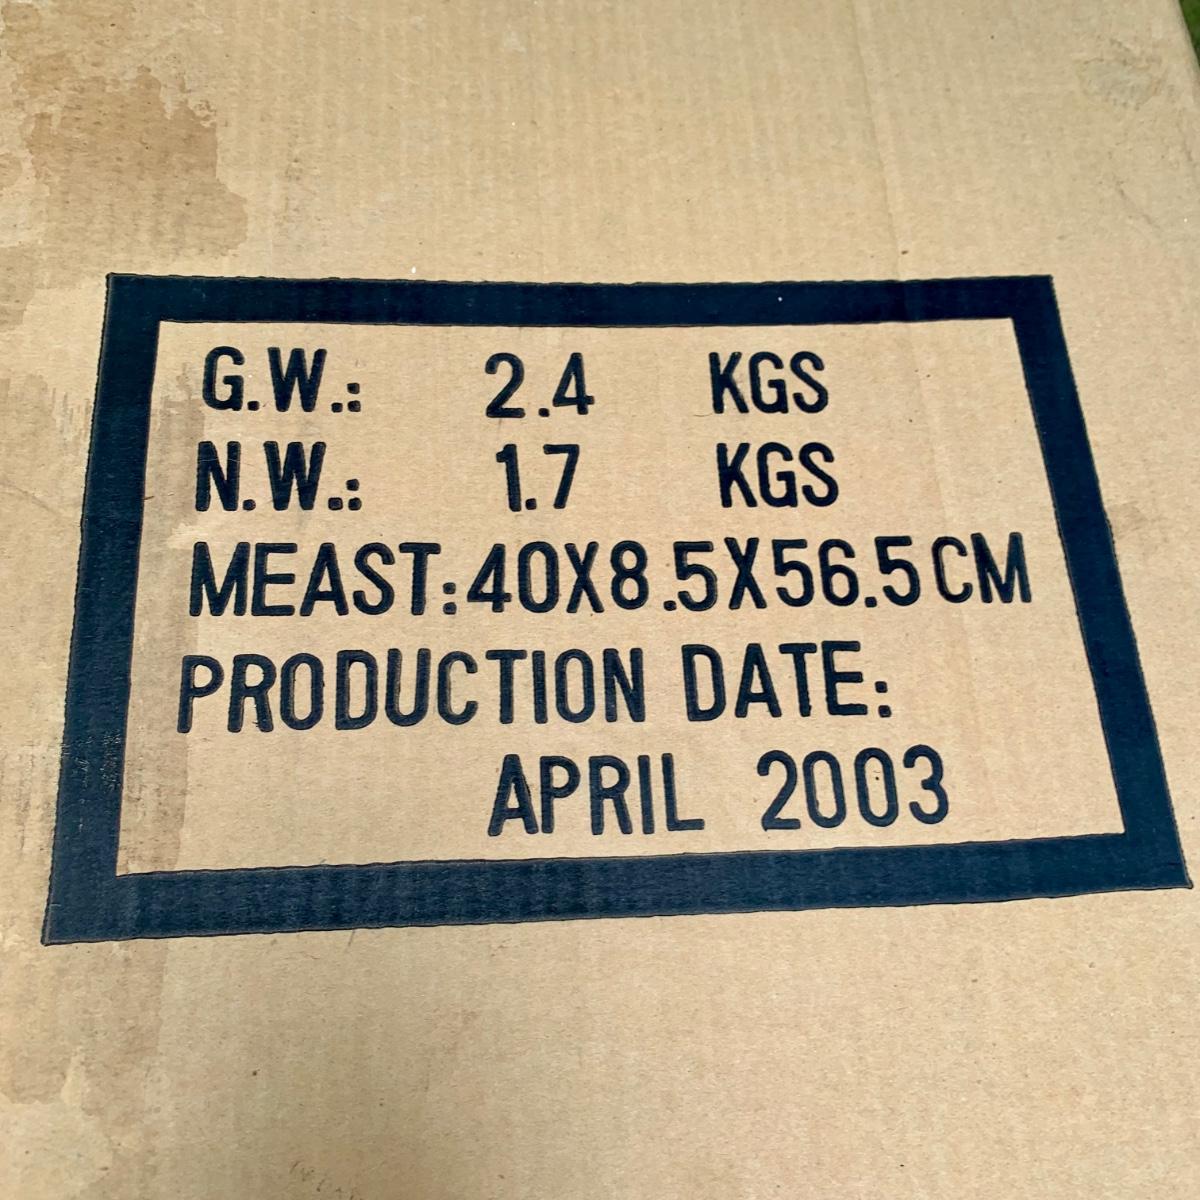 G.W.: 2.4 KGS
N.W.: 1.7 KGS
MEAST: 40X8.5X56.5CM
PRODUCTION DATE:
APRIL 2003